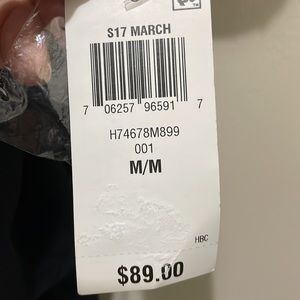 S17 MARCH
7 06257 96591 7
H74678M899
001
M/M
HBC
$89.00